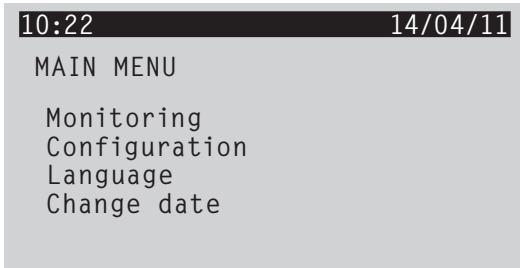 10:22 14/04/11
MAIN MENU
Monitoring
Configuration
Language
Change date